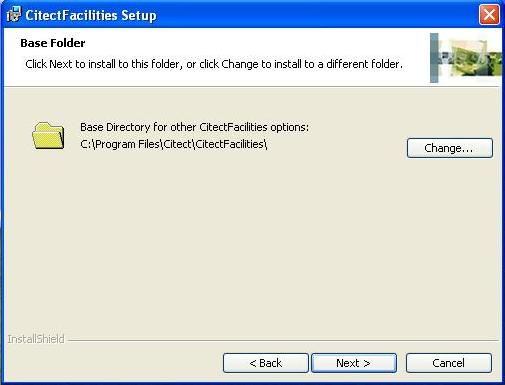 CitectFacilities Setup
Base Folder
Click Next to install to this folder, or click Change to install to a different folder.
Base Directory for other CitectFacilities options:
C:\Program Files\Citect\CitectFacilities\
Change...
InstallShield
< Back
Next >
Cancel